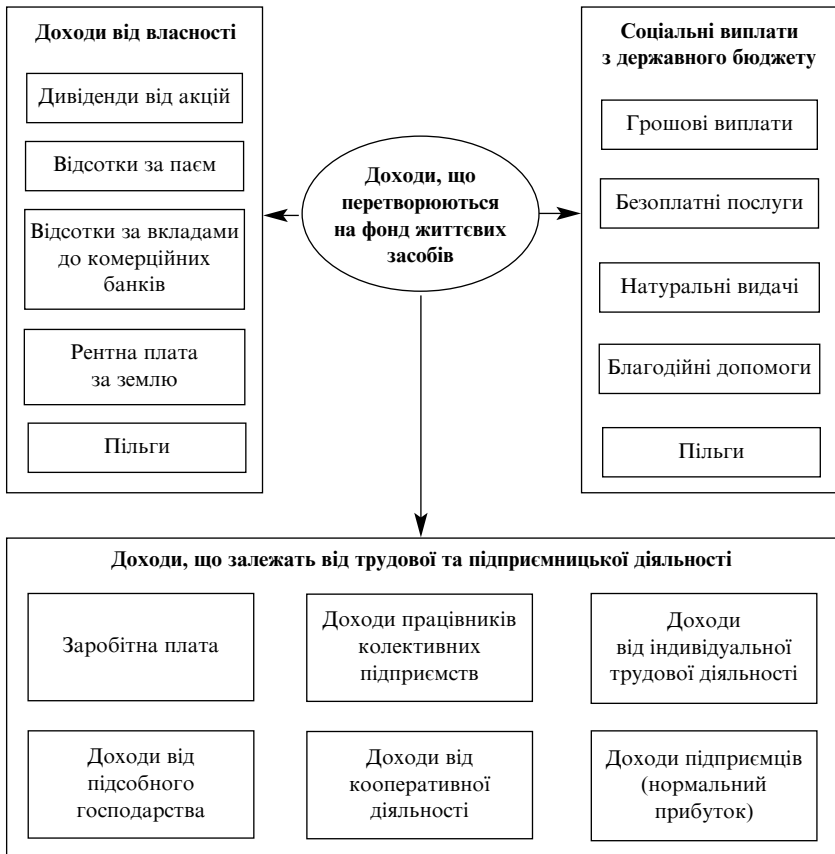 Доходи від власності
Дивіденди від акцій
Відсотки за паєм
Відсотки за вкладами
до комерційних
банків
Рентна плата
за землю
Пільги
Доходи, що
перетворюються
на фонд життєвих
засобів
Соціальні виплати
з державного бюджету
Грошові виплати
Безоплатні послуги
Натуральні видачі
Благодійні допомоги
Пільги
Доходи, що залежать від трудової та підприємницької діяльності
Заробітна плата
Доходи працівників
колективних
підприємств
Доходи
від індивідуальної
трудової діяльності
Доходи від
підсобного
господарства
Доходи від
кооперативної
діяльності
Доходи підприємців
(нормальний
прибуток)